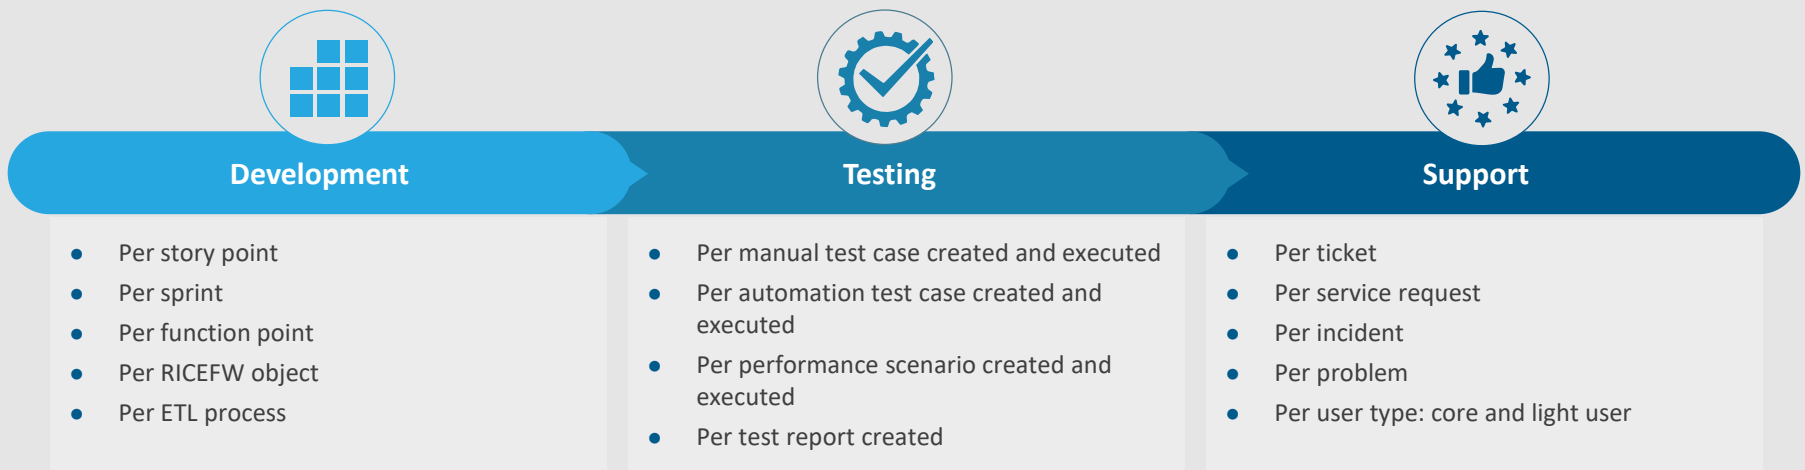 Development
Testing
Support
● Per story point
● Per sprint
● Per function point
● Per RICEFW object
● Per ETL process
● Per manual test case created and executed
● Per automation test case created and
executed
● Per performance scenario created and
executed
● Per test report created
● Per ticket
● Per service request
● Per incident
● Per problem
● Per user type: core and light user